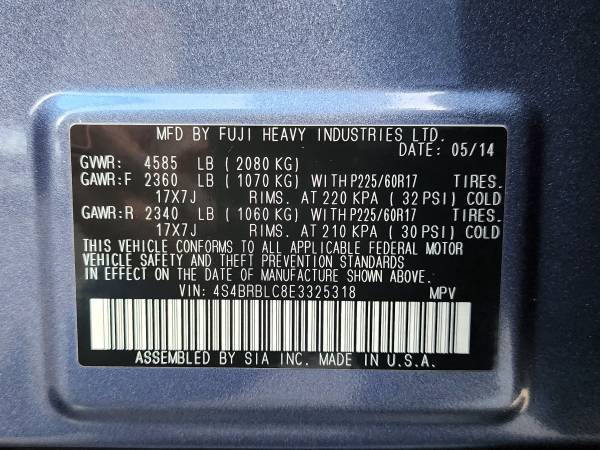 MFD BY FUJI HEAVY INDUSTRIES LTD.
DATE: 05/14
GVWR: 4585 LB (2080 KG)
GAWR:F 2360 LB (1070 KG) WITH P225/60R17 TIRES.
17X7J RIMS. AT 220 KPA (32 PSI) COLD
GAWR:R 2340 LB (1060 KG) WITH P225/60R17 TIRES.
17X7J RIMS. AT 210 KPA (30 PSI) COLD
THIS VEHICLE CONFORMS TO ALL APPLICABLE FEDERAL MOTOR
VEHICLE SAFETY AND THEFT PREVENTION STANDARDS
IN EFFECT ON THE DATE OF MANUFACTURE SHOWN ABOVE.
VIN: 4S4BRBLC8E3325318 MPV
ASSEMBLED BY SIA INC. MADE IN U.S.A.